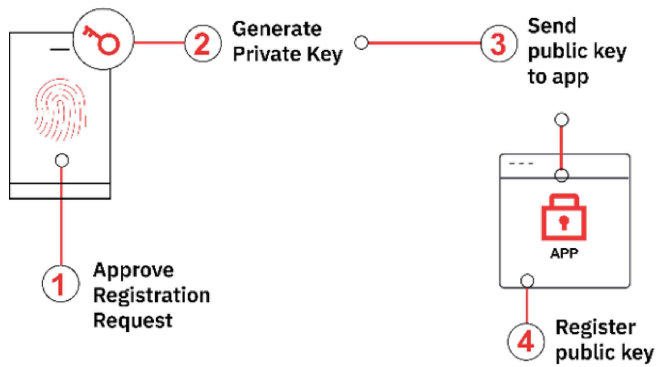 2
Generate
Private Key
3
Send
public key
to app
APP
1
Approve
Registration
Request
4
Register
public key